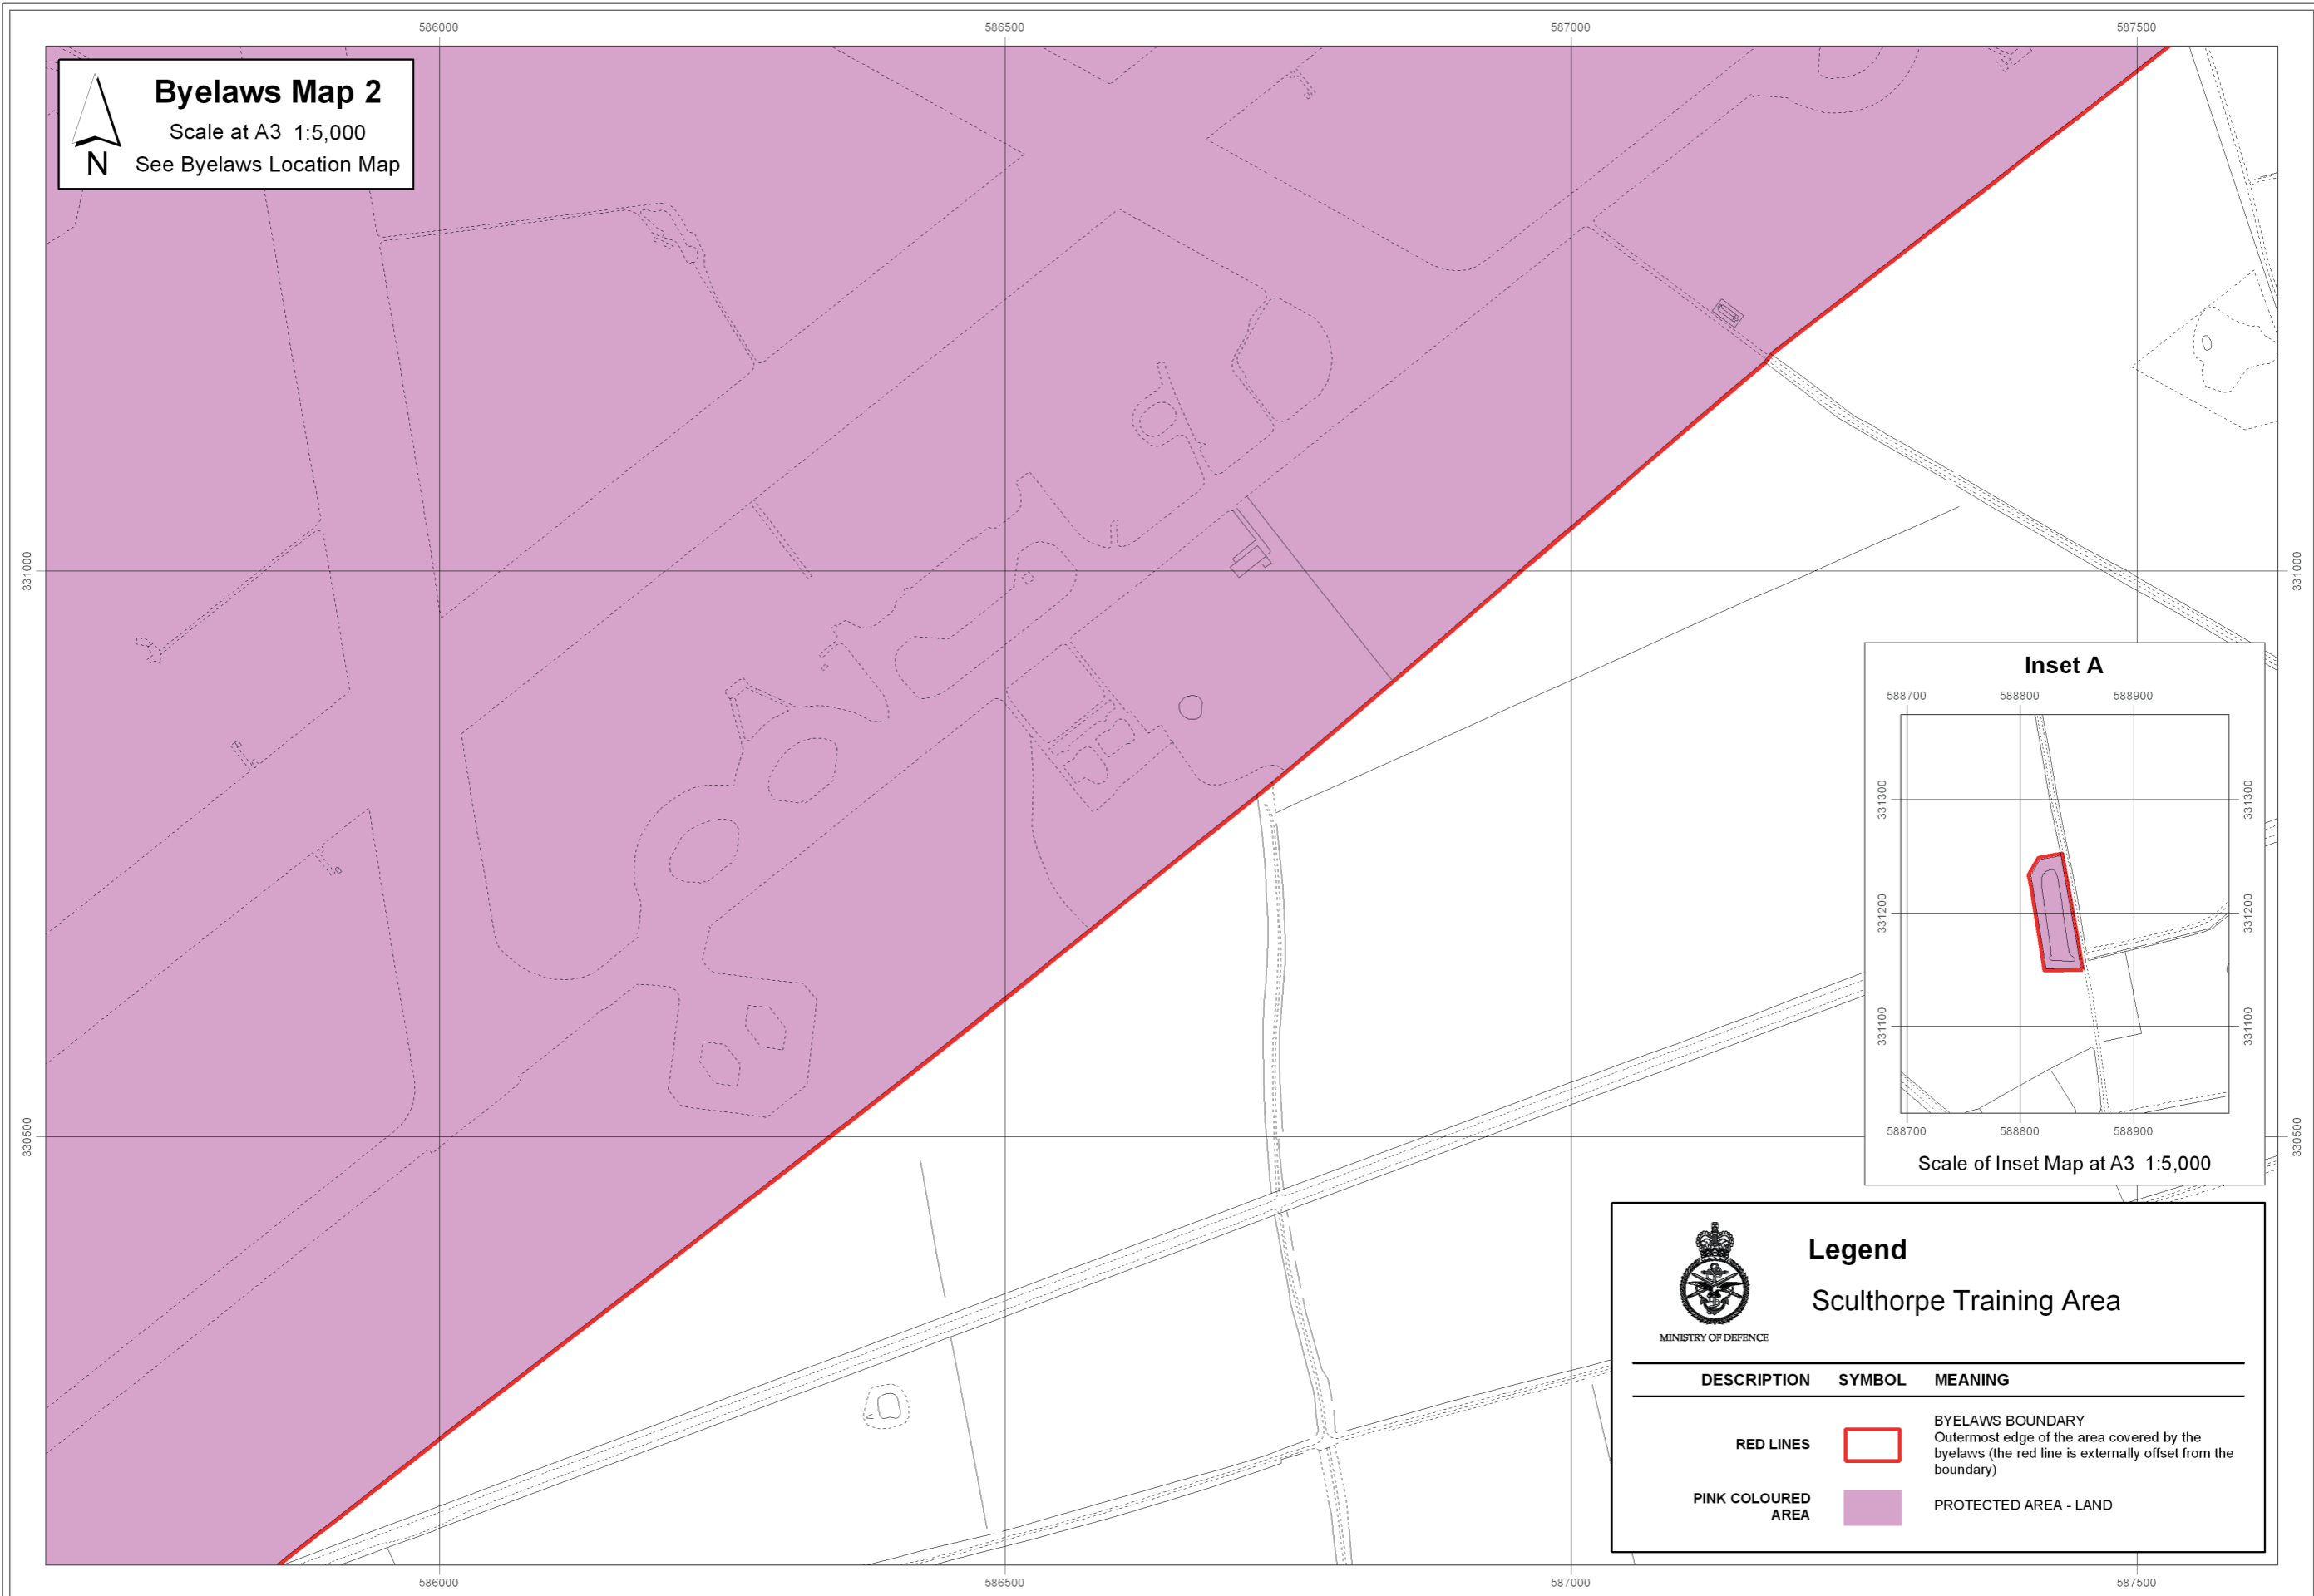 586000
586500
587000
587500
Byelaws Map 2
Scale at A3 1:5,000
N
See Byelaws Location Map
331000
331000
Inset A
588700
588800
588900
331300
331300
331200
331200
331100
331100
588700
588800
588900
Scale of Inset Map at A3 1:5,000
330500
330500
Legend
Sculthorpe Training Area
MINISTRY OF DEFENCE
DESCRIPTION SYMBOL MEANING
RED LINES
BYELAWS BOUNDARY
Outermost edge of the area covered by the
byelaws (the red line is externally offset from the
boundary)
PINK COLOURED
AREA
PROTECTED AREA - LAND
586000
586500
587000
587500